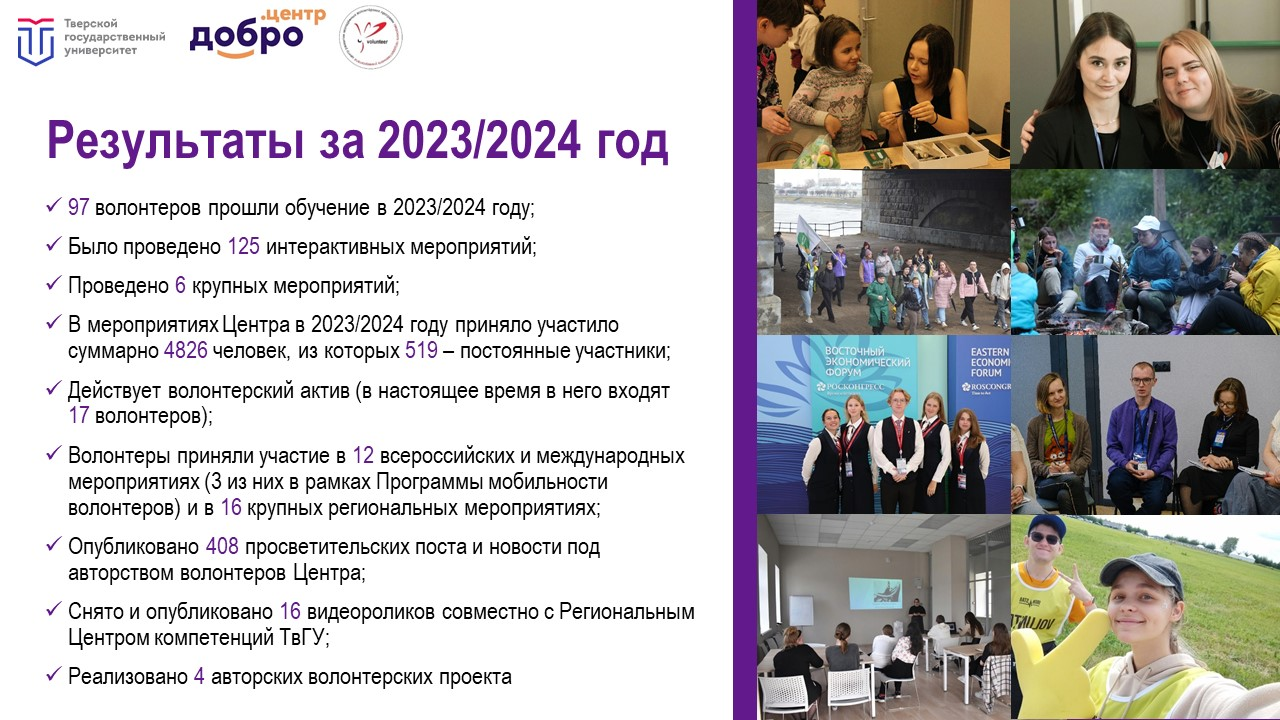 Тверской
государственный
университет
.центр
добро
volunteer
Результаты за 2023/2024 год
✓ 97 волонтеров прошли обучение в 2023/2024 году;
✓ Было проведено 125 интерактивных мероприятий;
✓ Проведено 6 крупных мероприятий;
✓ В мероприятиях Центра в 2023/2024 году приняло участило
суммарно 4826 человек, из которых 519 – постоянные участники;
✓ Действует волонтерский актив (в настоящее время в него входят
17 волонтеров);
✓ Волонтеры приняли участие в 12 всероссийских и международных
мероприятиях (3 из них в рамках Программы мобильности
волонтеров) и в 16 крупных региональных мероприятиях;
✓ Опубликовано 408 просветительских поста и новости под
авторством волонтеров Центра;
✓ Снято и опубликовано 16 видеороликов совместно с Региональным
Центром компетенций ТвГУ;
✓ Реализовано 4 авторских волонтерских проекта
ВОСТОЧНЫЙ
ЭКОНОМИЧЕСКИЙ
ФОРУМ
РОСКОНГРЕСС
EASTERN
ECONOMI
FORUM
ROSCONGR